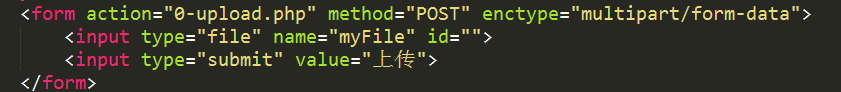 <form action="0-upload.php" method="POST" enctype="multipart/form-data">
<input type="file" name="myFile" id="">
<input type="submit" value="上传">
</form>